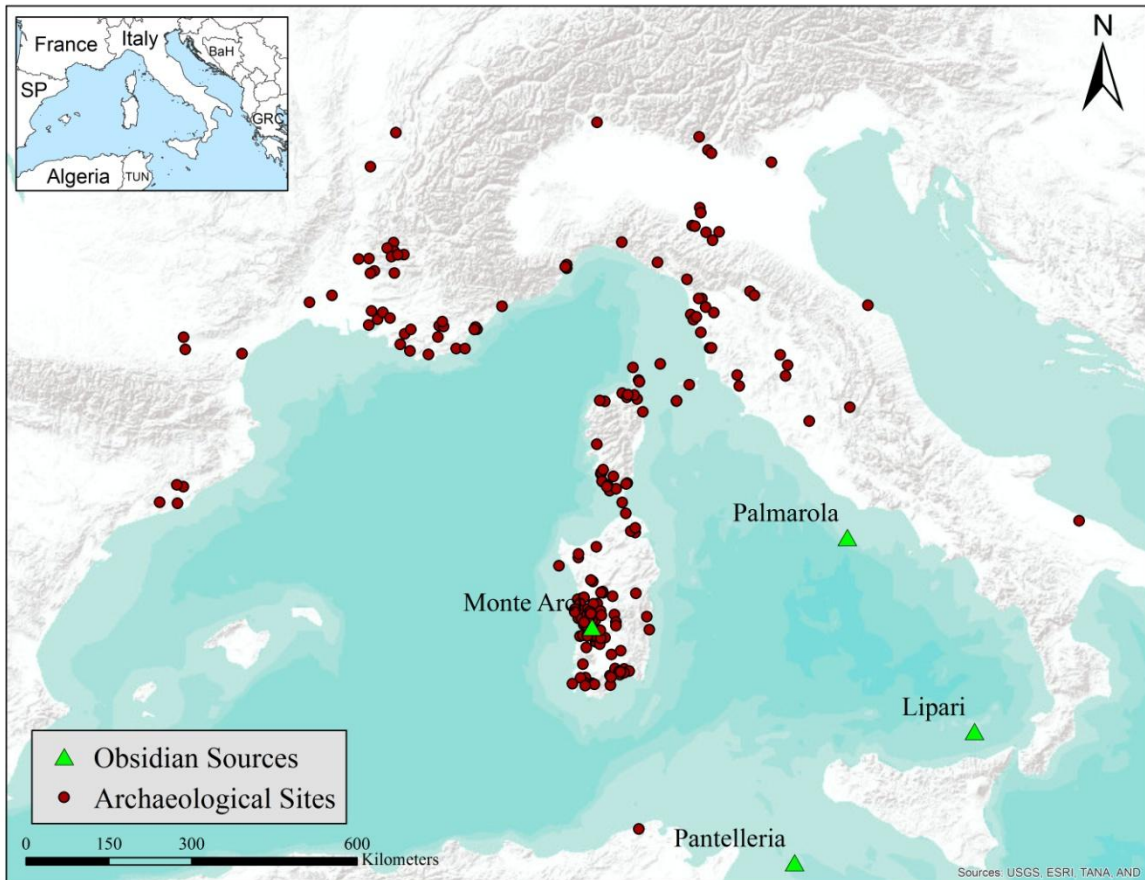 France
Italy
BaH
SP
GRC
Algeria
TUN
N
Palmarola
Monte Arc
Lipari
Pantelleria
Obsidian Sources
Archaeological Sites
0 150 300 600
Kilometers
Sources: USGS, ESRI, TANA, AND